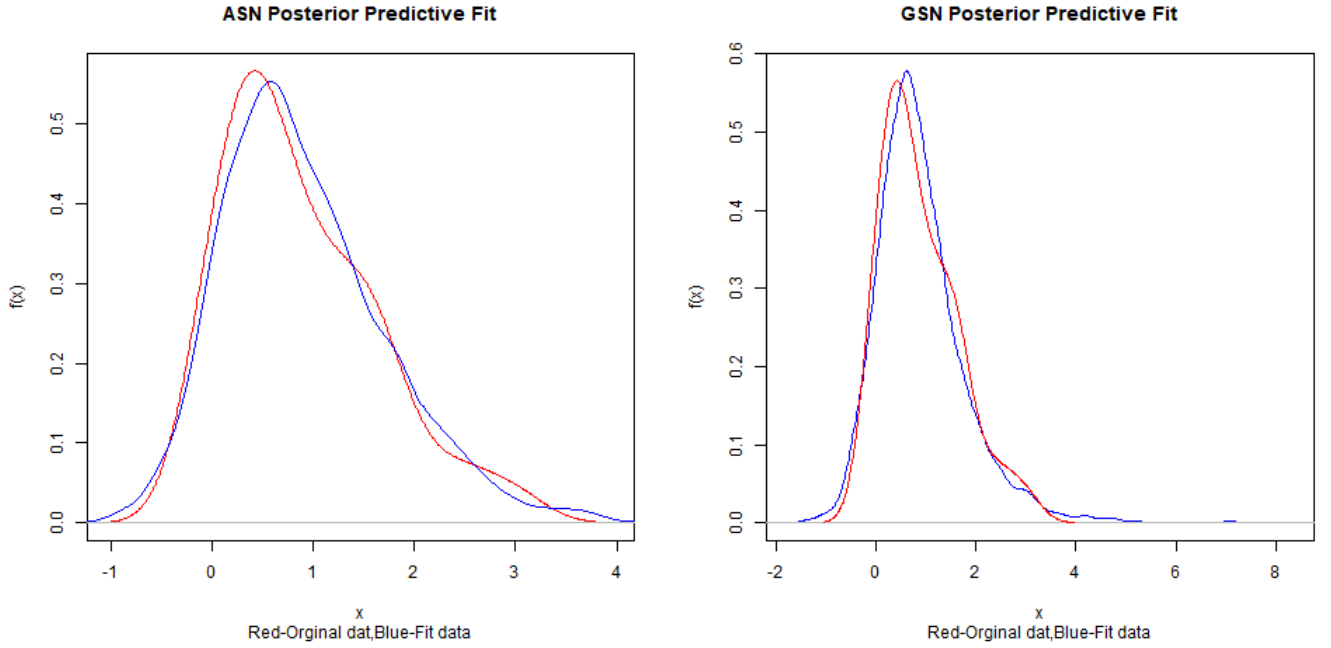 ASN Posterior Predictive Fit
f(x)
0.5
0.4
0.3
0.2
0.1
0.0
-1 0 1 2 3 4
x
Red-Orginal dat,Blue-Fit data
GSN Posterior Predictive Fit
f(x)
0.6
0.5
0.4
0.3
0.2
0.1
0.0
-2 0 2 4 6 8
x
Red-Orginal dat,Blue-Fit data